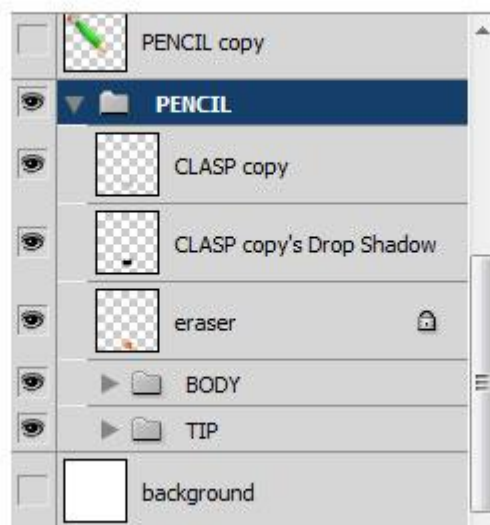 PENCIL copy
PENCIL
CLASP copy
CLASP copy's Drop Shadow
eraser
BODY
TIP
background